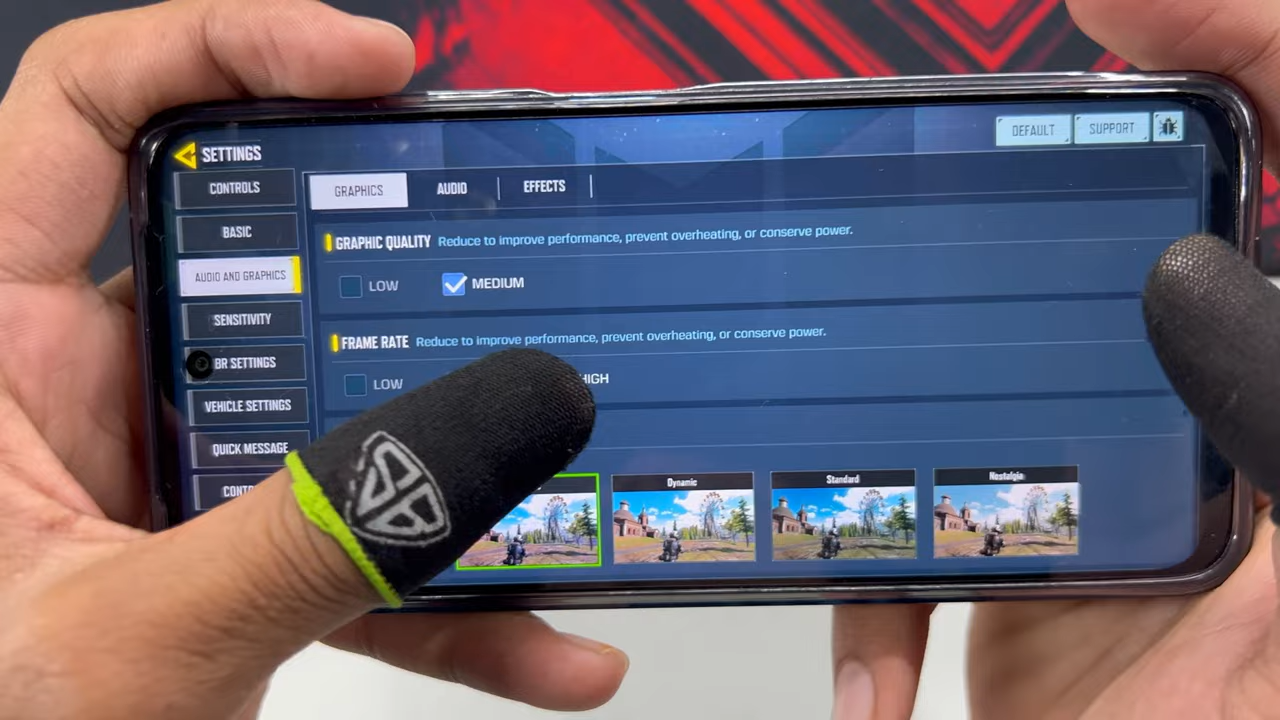 SETTINGS
DEFAULT
SUPPORT
CONTROLS
BASIC
AUDIO AND GRAPHICS
SENSITIVITY
BR SETTINGS
VEHICLE SETTINGS
QUICK MESSAGE
GRAPHICS
AUDIO
EFFECTS
GRAPHIC QUALITY Reduce to improve performance, prevent overheating, or conserve power.
LOW
MEDIUM
FRAME RATE Reduce to improve performance, prevent overheating, or conserve power.
LOW
HIGH
Dynamic
Standard
Nostalgic